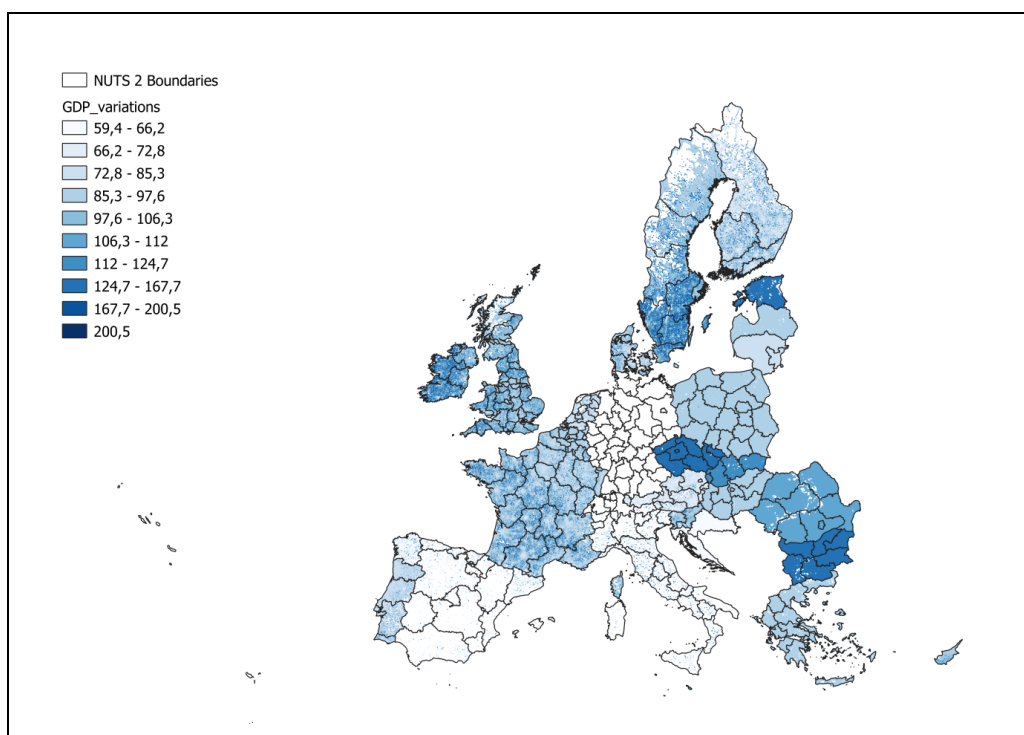 NUTS 2 Boundaries
GDP_variations
59,4 - 66,2
66,2 - 72,8
72,8 - 85,3
85,3 - 97,6
97,6 - 106,3
106,3 - 112
112 - 124,7
124,7 - 167,7
167,7 - 200,5
200,5